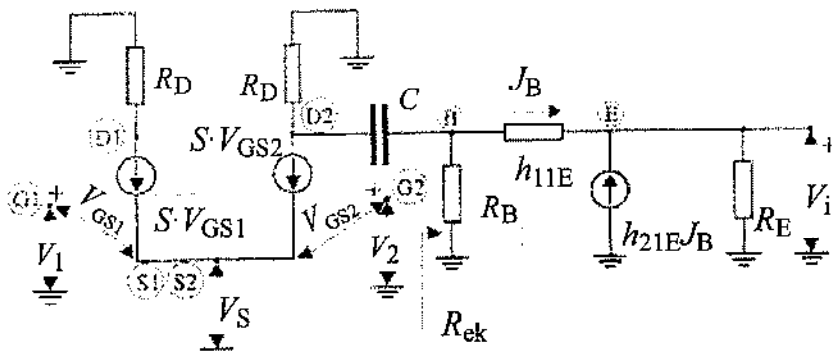 R_D
R_D
C
J_B
D1
D2
B
E
S·V_GS2
h_11E
G1
+
V_GS1
S·V_GS1
V_GS2
+
G2
R_B
h_21E J_B
R_E
+
V_i
V_1
S1
S2
V_2
V_S
R_ek